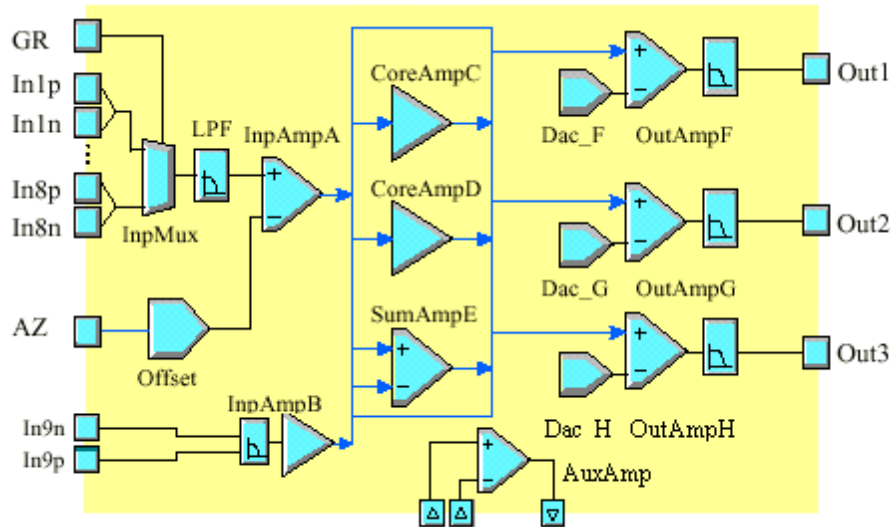 GR
In1p
In1n
In8p
In8n
InpMux
LPF
InpAmpA
+
−
AZ
Offset
In9n
In9p
InpAmpB
CoreAmpC
CoreAmpD
SumAmpE
+
−
+
−
Dac_F OutAmpF
Out1
+
−
Dac_G OutAmpG
Out2
+
−
Dac_H OutAmpH
Out3
+
−
AuxAmp